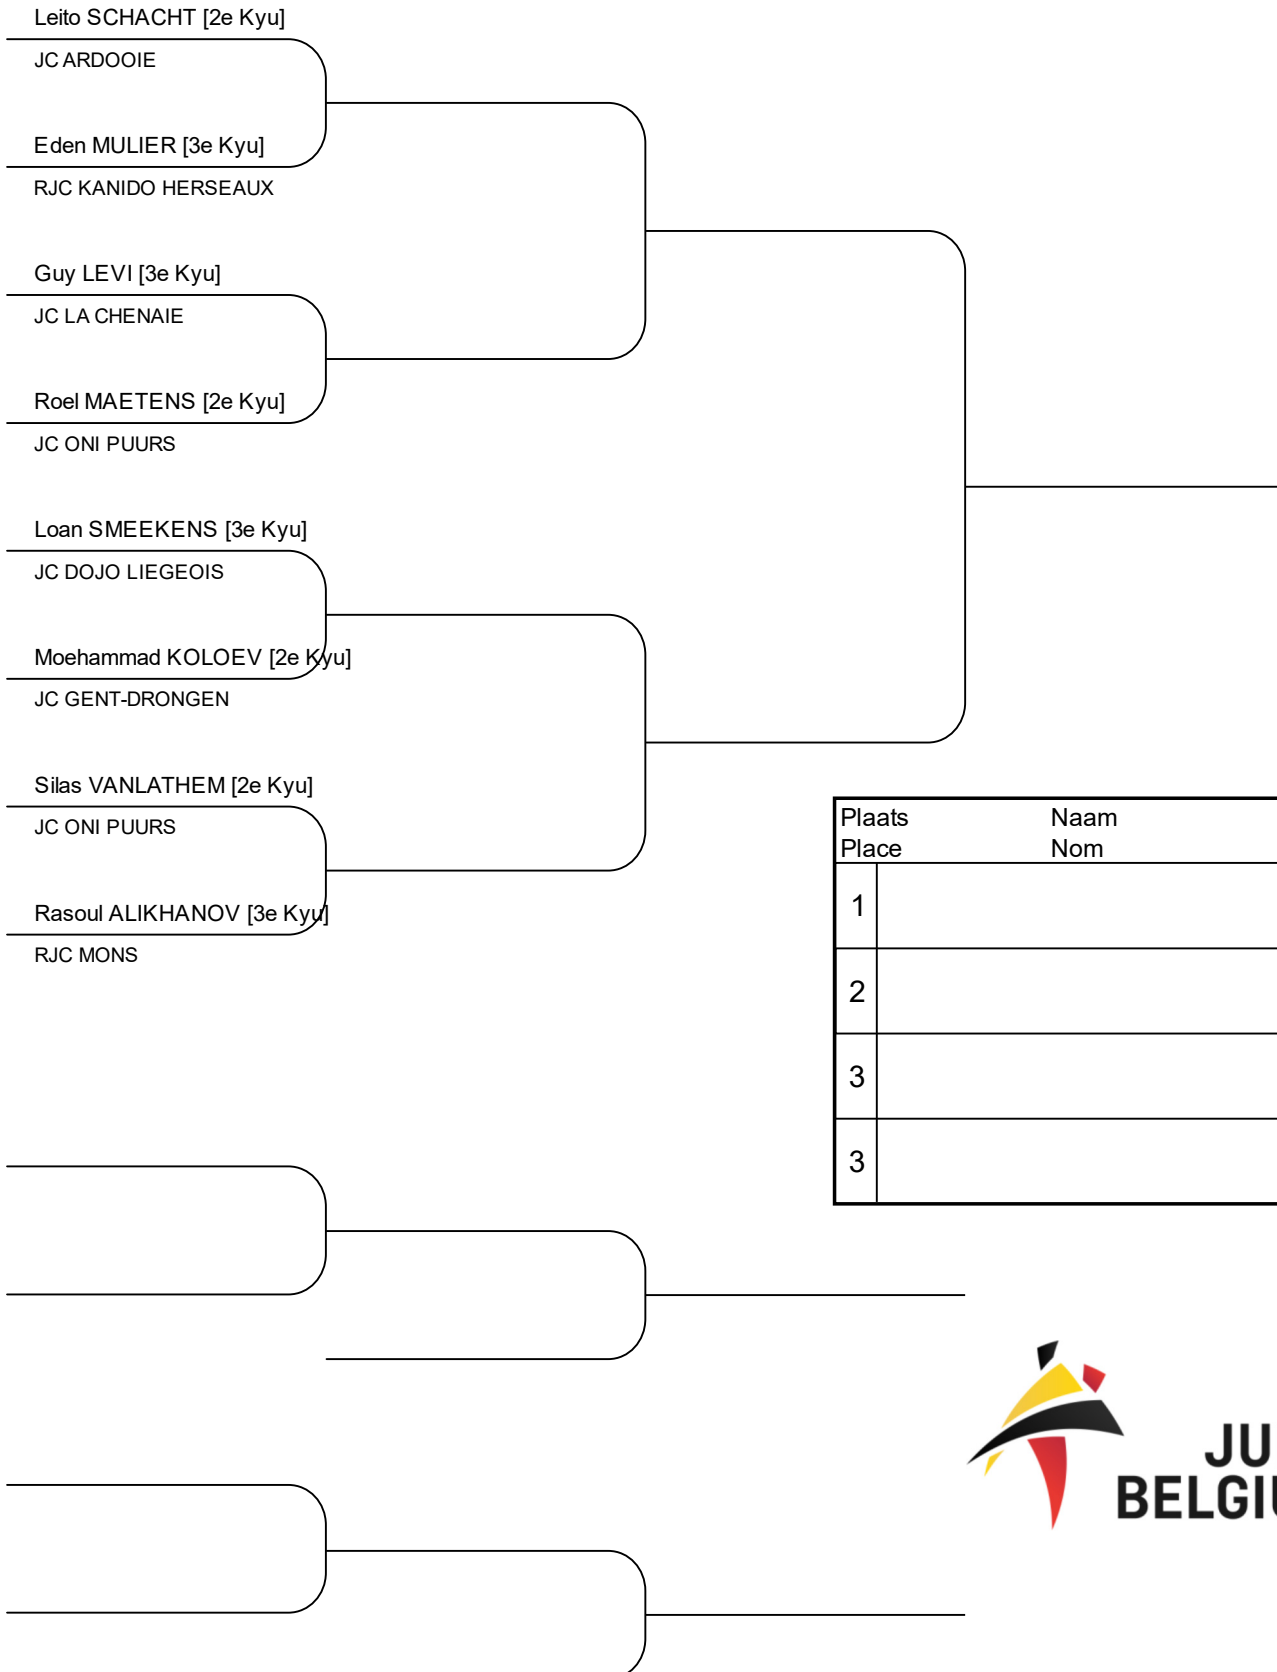 Leito SCHACHT [2e Kyu]
JC ARDOOIE
Eden MULIER [3e Kyu]
RJC KANIDO HERSEAUX
Guy LEVI [3e Kyu]
JC LA CHENAIE
Roel MAETENS [2e Kyu]
JC ONI PUURS
Loan SMEEKENS [3e Kyu]
JC DOJO LIEGEOIS
Moehammad KOLOEV [2e Kyu]
JC GENT-DRONGEN
Silas VANLATHEM [2e Kyu]
JC ONI PUURS
Rasoul ALIKHANOV [3e Kyu]
RJC MONS
Plaats Naam
Place Nom
1
2
3
3
JU
BELGIU